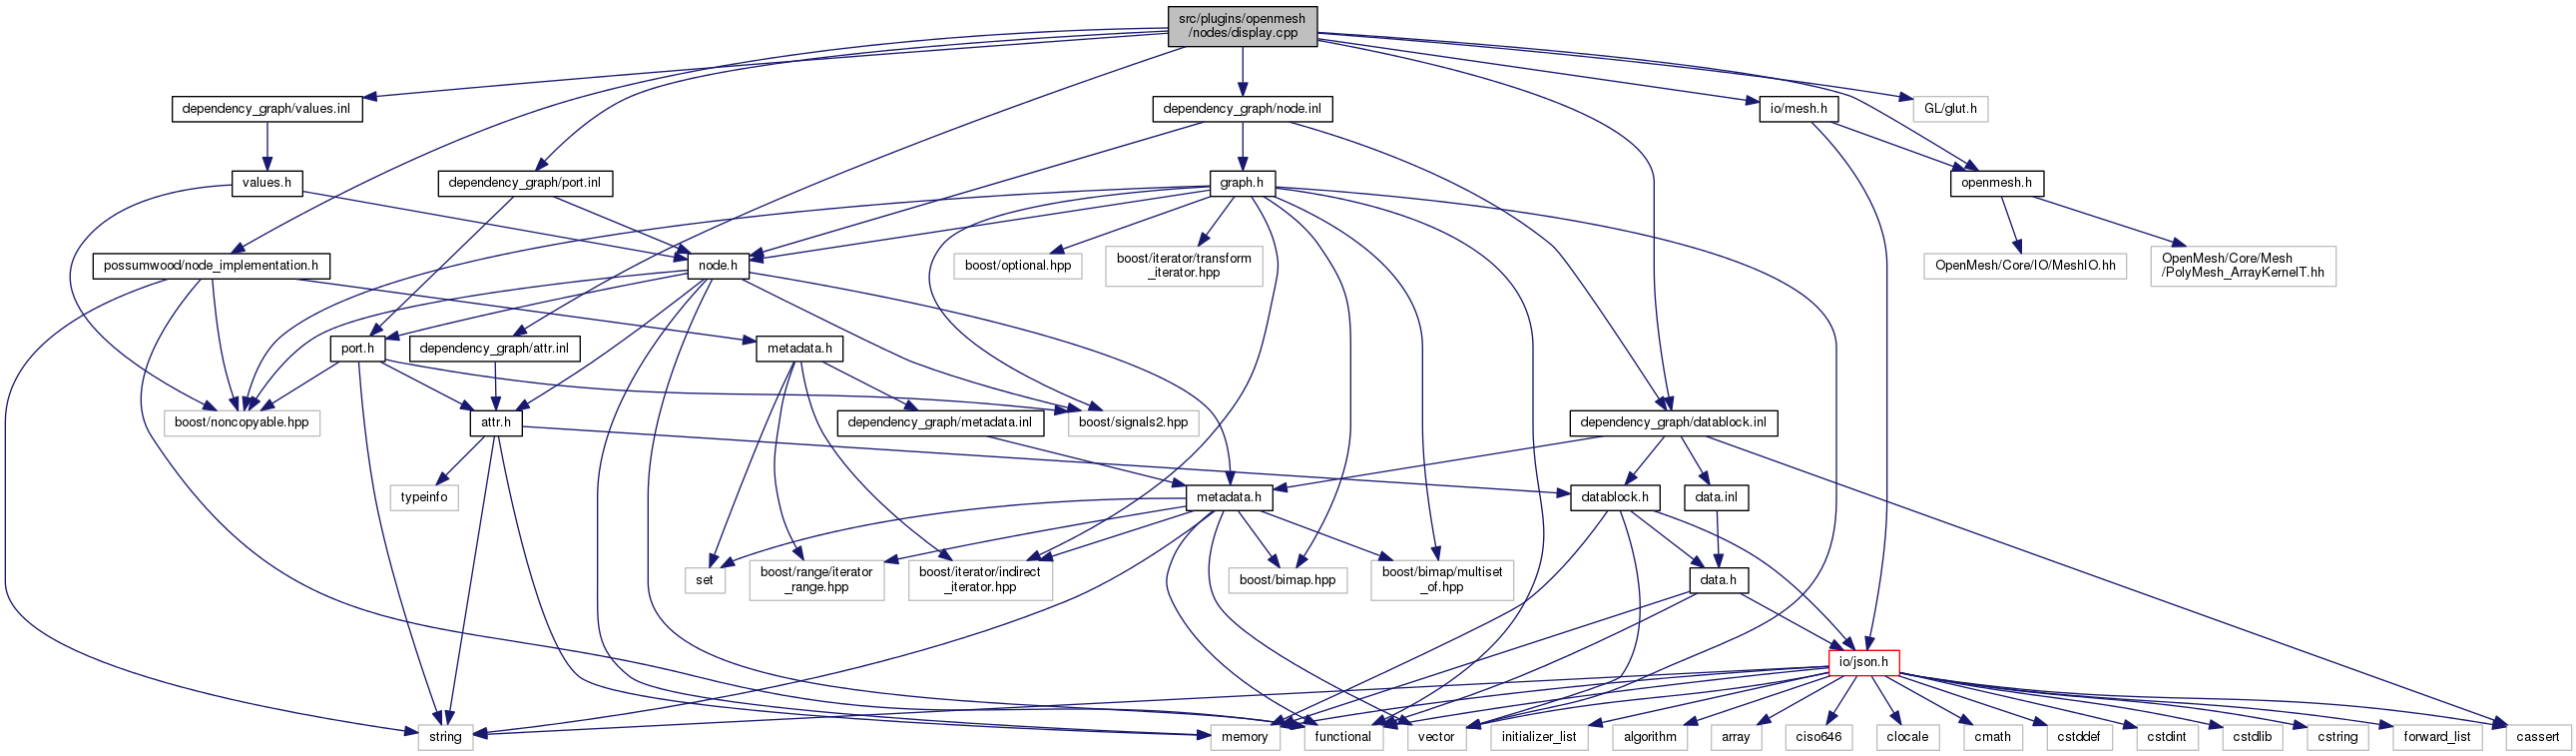 src/plugins/openmesh
/nodes/display.cpp
dependency_graph/values.inl
dependency_graph/node.inl
io/mesh.h
GL/glut.h
values.h
dependency_graph/port.inl
graph.h
openmesh.h
possumwood/node_implementation.h
node.h
boost/optional.hpp
boost/iterator/transform
_iterator.hpp
OpenMesh/Core/IO/MeshIO.hh
OpenMesh/Core/Mesh
/PolyMesh_ArrayKernelT.hh
port.h
dependency_graph/attr.inl
metadata.h
boost/noncopyable.hpp
attr.h
dependency_graph/metadata.inl
boost/signals2.hpp
dependency_graph/datablock.inl
typeinfo
metadata.h
datablock.h
data.inl
set
boost/range/iterator
_range.hpp
boost/iterator/indirect
_iterator.hpp
boost/bimap.hpp
boost/bimap/multiset
_of.hpp
data.h
io/json.h
string
memory
functional
vector
initializer_list
algorithm
array
ciso646
clocale
cmath
cstddef
cstdint
cstdlib
cstring
forward_list
cassert